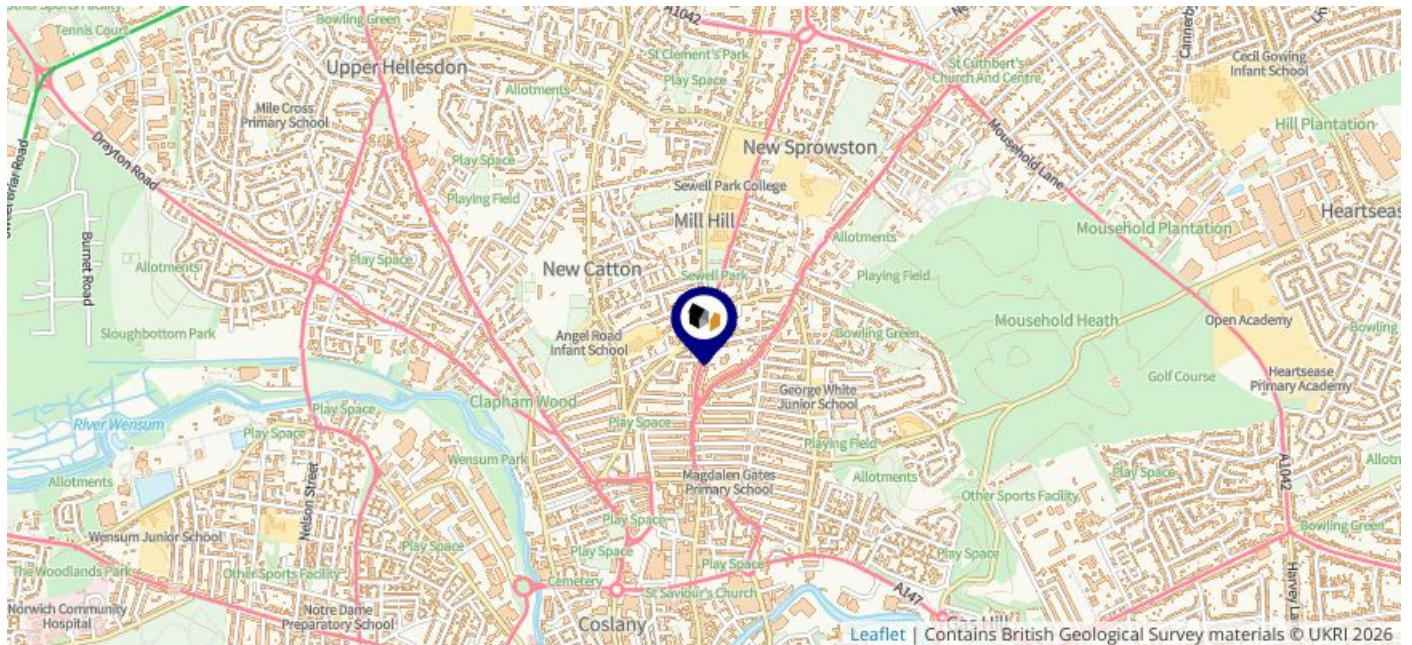 Other Sports Facility
Tennis Court
Bowling Green
A1042
St Clement's Park
Play Space
St Cuthbert's
Church And Centre
Cecil Gowing
Infant School
Upper Hellesdon
Allotments
Mile Cross
Primary School
Hill Plantation
Drayton Road
Mousehold Lane
New Sprowston
Play Space
Playing Field
Sewell Park College
Mill Hill
Heartsease
Mousehold Plantation
Burnet Road
Allotments
Play Space
Allotments
New Catton
Sewell Park
Playing Field
Sloughbottom Park
Angel Road
Infant School
Bowling Green
Mousehold Heath
Open Academy
Bowling
Golf Course
Heartsease
Primary Academy
George White
Junior School
Clapham Wood
Play Space
Play Space
River Wensum
Playing Field
Wensum Park
Nelson Street
Magdalen Gates
Primary School
Allotments
Play Space
A1042
Allotments
Other Sports Facility
Play Space
Bowling Green
Wensum Junior School
Play Space
Play Space
Play Space
Play Space
The Woodlands Park
Other Sports Facility
Cemetery
St Saviour's Church
A147
Norwich Community
Hospital
Notre Dame
Preparatory School
Coslany
Leaflet | Contains British Geological Survey materials © UKRI 2026